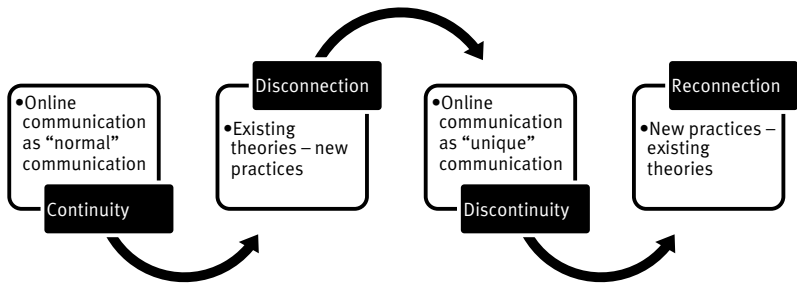 •Online
communication
as “normal”
communication
Continuity
Disconnection
•Existing
theories – new
practices
•Online
communication
as “unique”
communication
Discontinuity
Reconnection
•New practices –
existing
theories